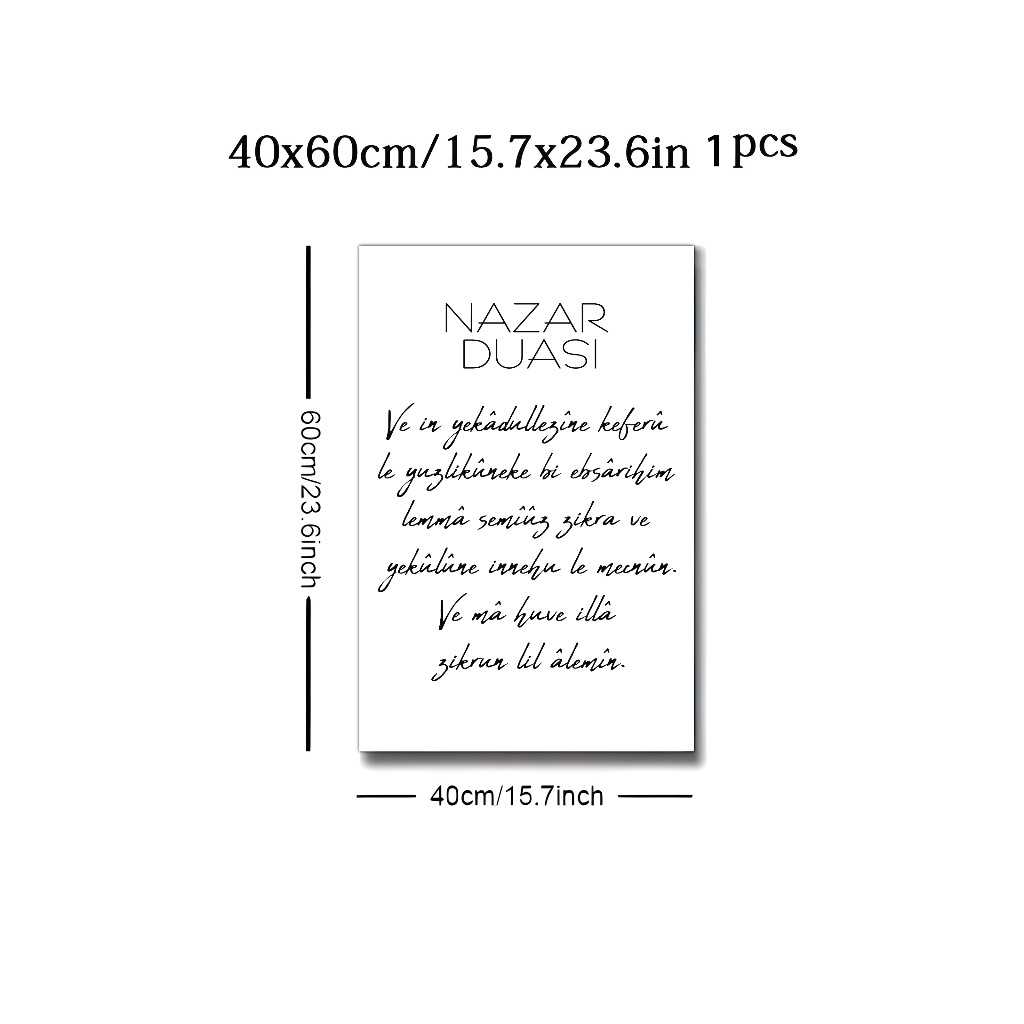 40x60cm/15.7x23.6in 1pcs
NAZAR
DUASI
Ve in yekâdullezîne keferû
le yuzlikûneke bi ebsârihim
lemmâ semîûz zikra ve
yekûlûne innehu le mecnûn.
Ve mâ huve illâ
zikrun lil âlemîn.
60cm/23.6inch
40cm/15.7inch